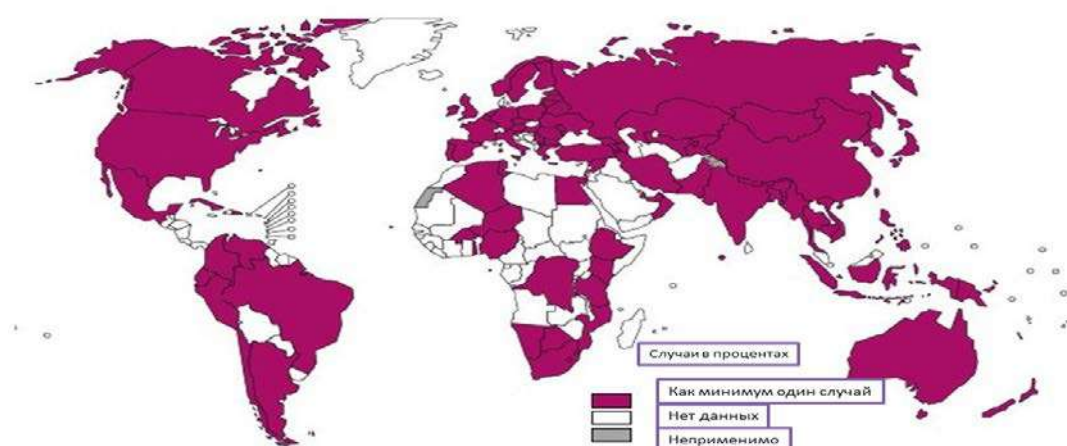 Случаи в процентах
Как минимум один случай
Нет данных
Неприменимо